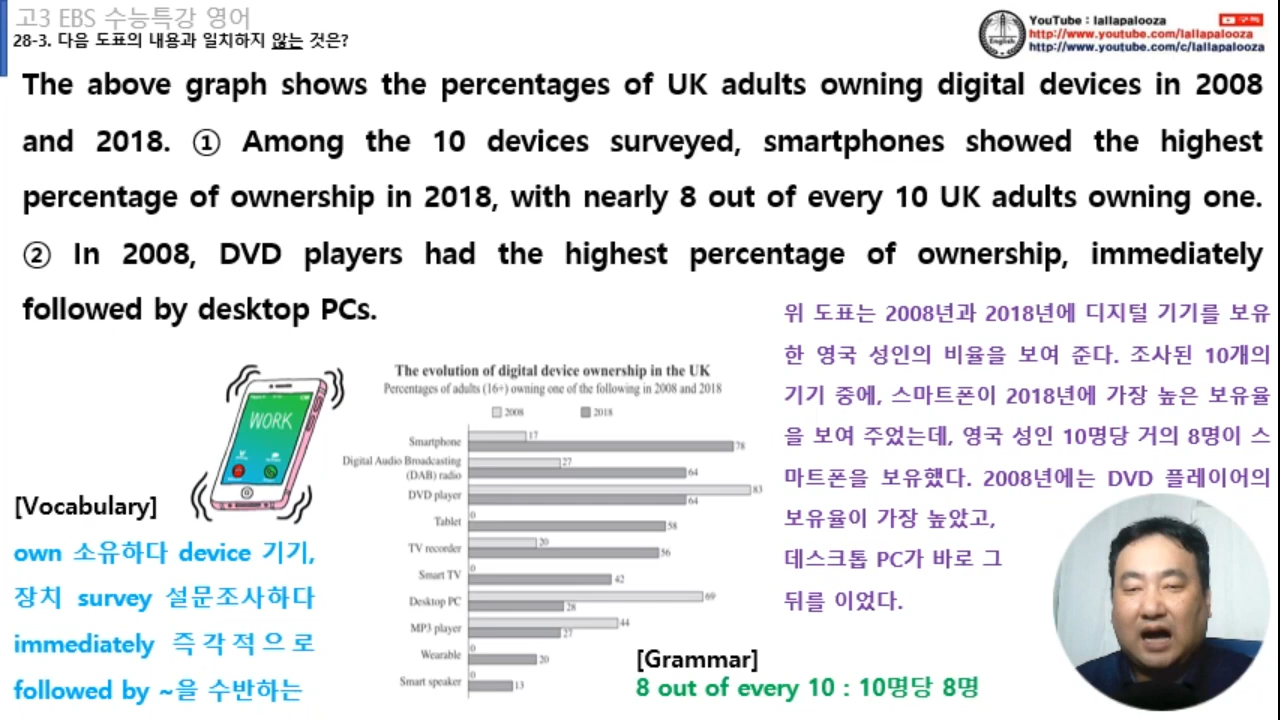 고3 EBS 수능특강 영어
28-3. 다음 도표의 내용과 일치하지 않는 것은?
YouTube : lallapalooza
구독
http://www.youtube.com/lallapalooza
http://www.youtube.com/c/lallapalooza
English
The above graph shows the percentages of UK adults owning digital devices in 2008
and 2018. ① Among the 10 devices surveyed, smartphones showed the highest
percentage of ownership in 2018, with nearly 8 out of every 10 UK adults owning one.
② In 2008, DVD players had the highest percentage of ownership, immediately
followed by desktop PCs.
위 도표는 2008년과 2018년에 디지털 기기를 보유
한 영국 성인의 비율을 보여 준다. 조사된 10개의
기기 중에, 스마트폰이 2018년에 가장 높은 보유율
을 보여 주었는데, 영국 성인 10명당 거의 8명이 스
마트폰을 보유했다. 2008년에는 DVD 플레이어의
보유율이 가장 높았고,
데스크톱 PC가 바로 그
뒤를 이었다.
WORK
The evolution of digital device ownership in the UK
Percentages of adults (16+) owning one of the following in 2008 and 2018
2008 2018
Smartphone 17 78
Digital Audio Broadcasting
(DAB) radio 27 64
DVD player 83 64
Tablet 0 58
TV recorder 20 56
Smart TV 0 42
Desktop PC 69 28
MP3 player 44 27
Wearable 0 20
Smart speaker 0 13
[Vocabulary]
own 소유하다 device 기기,
장치 survey 설문조사하다
immediately 즉각적으로
followed by ~을 수반하는
[Grammar]
8 out of every 10 : 10명당 8명